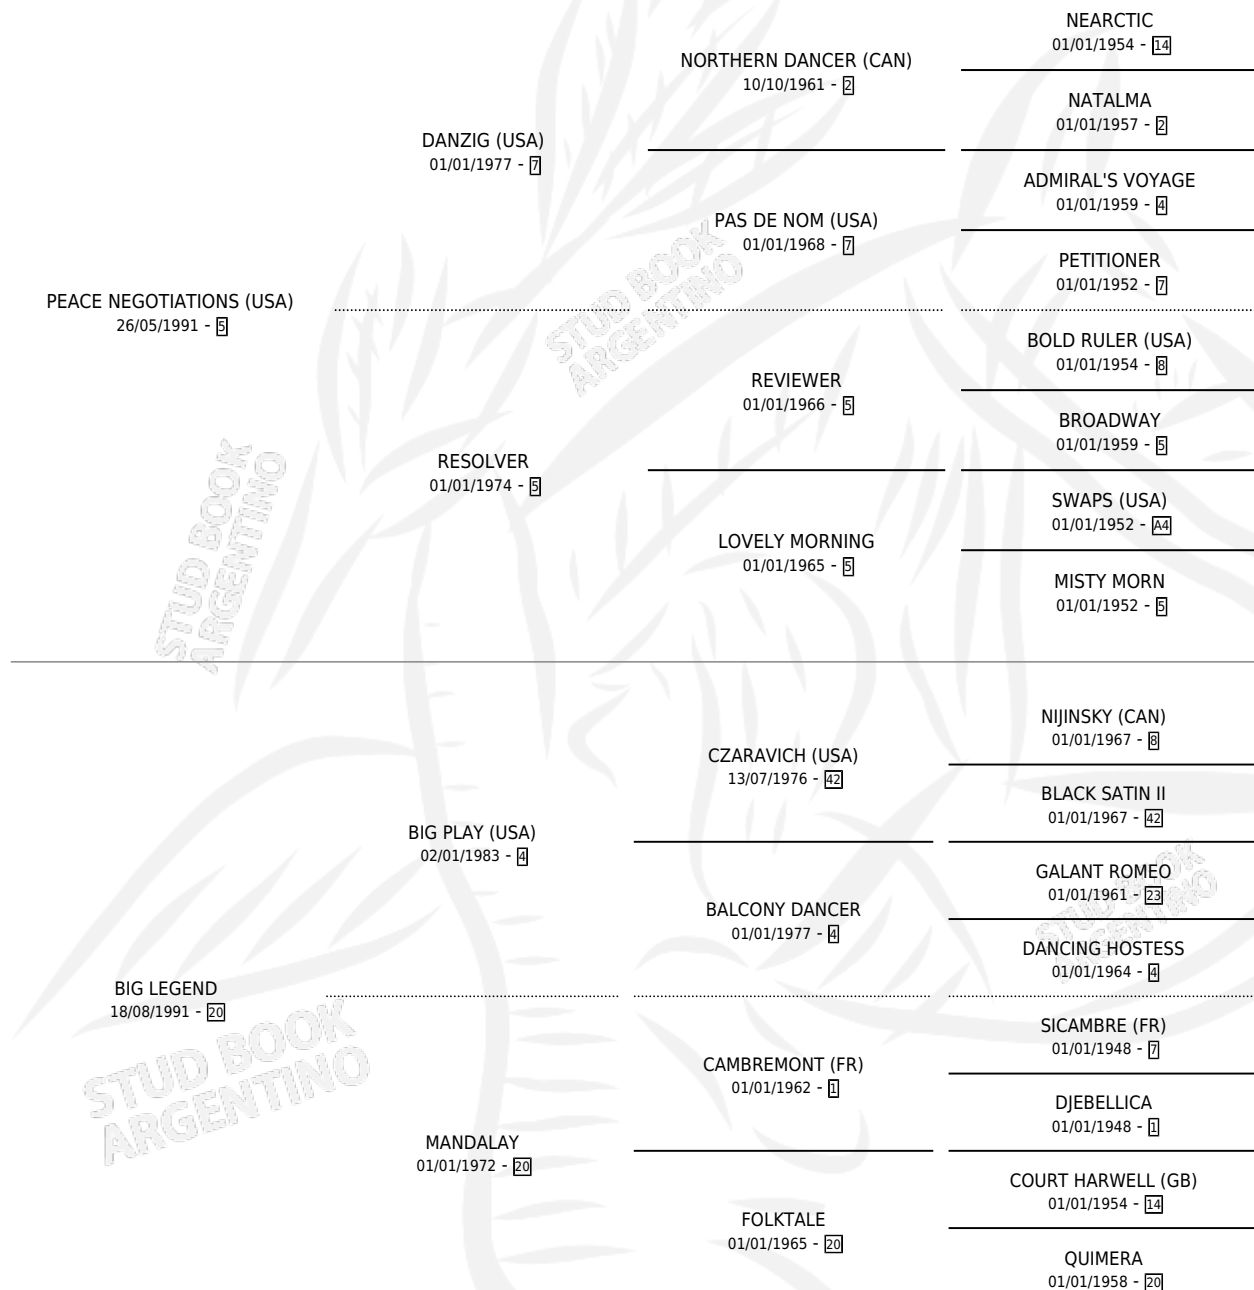 NEARCTIC
01/01/1954 - 14
NORTHERN DANCER (CAN)
10/10/1961 - 2
NATALMA
01/01/1957 - 2
DANZIG (USA)
01/01/1977 - 7
ADMIRAL'S VOYAGE
01/01/1959 - 4
PAS DE NOM (USA)
01/01/1968 - 7
PETITIONER
01/01/1952 - 7
PEACE NEGOTIATIONS (USA)
26/05/1991 - 5
STUD BOOK
ARGENTINO
BOLD RULER (USA)
01/01/1954 - 8
REVIEWER
01/01/1966 - 5
BROADWAY
01/01/1959 - 5
RESOLVER
01/01/1974 - 5
SWAPS (USA)
01/01/1952 - A4
LOVELY MORNING
01/01/1965 - 5
MISTY MORN
01/01/1952 - 5
STUD BOOK
ARGENTINO
NIJINSKY (CAN)
01/01/1967 - 8
CZARAVICH (USA)
13/07/1976 - 42
BLACK SATIN II
01/01/1967 - 42
BIG PLAY (USA)
02/01/1983 - 4
GALANT ROMEO
01/01/1961 - 23
STUD BOOK
ARGENTINO
BALCONY DANCER
01/01/1977 - 4
DANCING HOSTESS
01/01/1964 - 4
BIG LEGEND
18/08/1991 - 20
SICAMBRE (FR)
01/01/1948 - 7
STUD BOOK
ARGENTINO
CAMBREMONT (FR)
01/01/1962 - 1
DJEBELLICA
01/01/1948 - 1
MANDALAY
01/01/1972 - 20
COURT HARWELL (GB)
01/01/1954 - 14
FOLKTALE
01/01/1965 - 20
QUIMERA
01/01/1958 - 20